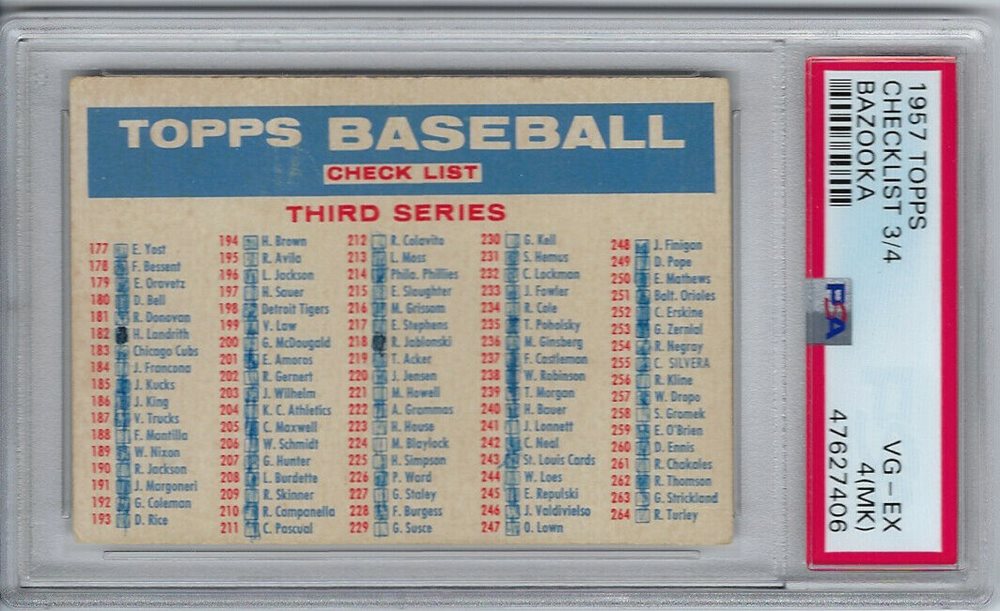 TOPPS BASEBALL
CHECK LIST
THIRD SERIES
177 E. Yost
178 F. Bessent
179 E. Oravetz
180 D. Bell
181 R. Donovan
182 H. Landrith
183 Chicago Cubs
184 J. Francona
185 J. Kucks
186 J. King
187 V. Trucks
188 F. Mantilla
189 W. Nixon
190 R. Jackson
191 J. Margoneri
192 G. Coleman
193 D. Rice
194 H. Brown
195 R. Avila
196 L. Jackson
197 H. Sauer
198 Detroit Tigers
199 V. Law
200 G. McDougald
201 E. Amoros
202 R. Gernert
203 J. Wilhelm
204 K. C. Athletics
205 C. Maxwell
206 W. Schmidt
207 G. Hunter
208 L. Burdette
209 R. Skinner
210 R. Campanella
211 C. Pascual
212 R. Colavito
213 L. Moss
214 Phila. Phillies
215 E. Slaughter
216 M. Grissom
217 E. Stephens
218 R. Jablonski
219 T. Acker
220 J. Jensen
221 M. Howell
222 A. Grammas
223 H. House
224 M. Blaylock
225 H. Simpson
226 P. Ward
227 G. Staley
228 F. Burgess
229 G. Susce
230 G. Kell
231 S. Hemus
232 C. Lockman
233 J. Fowler
234 R. Cole
235 T. Poholsky
236 M. Ginsberg
237 F. Castleman
238 W. Robinson
239 T. Morgan
240 H. Bauer
241 J. Lonnett
242 C. Neal
243 St. Louis Cards
244 W. Loes
245 E. Repulski
246 J. Valdivielso
247 O. Lown
248 J. Finigan
249 D. Pope
250 E. Mathews
251 Balt. Orioles
252 C. Erskine
253 G. Zernial
254 R. Negray
255 C. SILVERA
256 R. Kline
257 W. Dropo
258 S. Gromek
259 E. O'Brien
260 D. Ennis
261 R. Chakales
262 R. Thomson
263 G. Strickland
264 R. Turley
1957 TOPPS
CHECKLIST 3/4
BAZOOKA
PSA
VG-EX
4(MK)
47627406